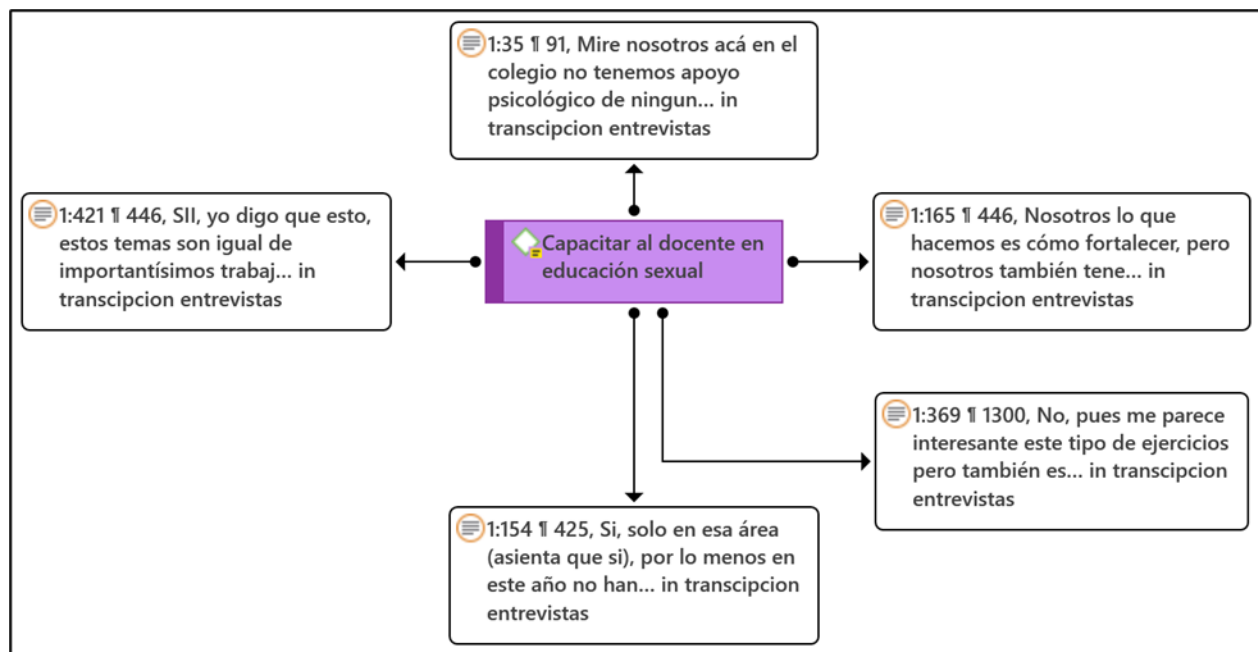 1:35 ¶ 91, Mire nosotros acá en el
colegio no tenemos apoyo
psicológico de ningun... in
transcipcion entrevistas
1:421 ¶ 446, SII, yo digo que esto,
estos temas son igual de
importantísimos trabaj... in
transcipcion entrevistas
Capacitar al docente en
educación sexual
1:165 ¶ 446, Nosotros lo que
hacemos es cómo fortalecer, pero
nosotros también tene... in
transcipcion entrevistas
1:369 ¶ 1300, No, pues me parece
interesante este tipo de ejercicios
pero también es... in transcipcion
entrevistas
1:154 ¶ 425, Si, solo en esa área
(asienta que si), por lo menos en
este año no han... in transcipcion
entrevistas